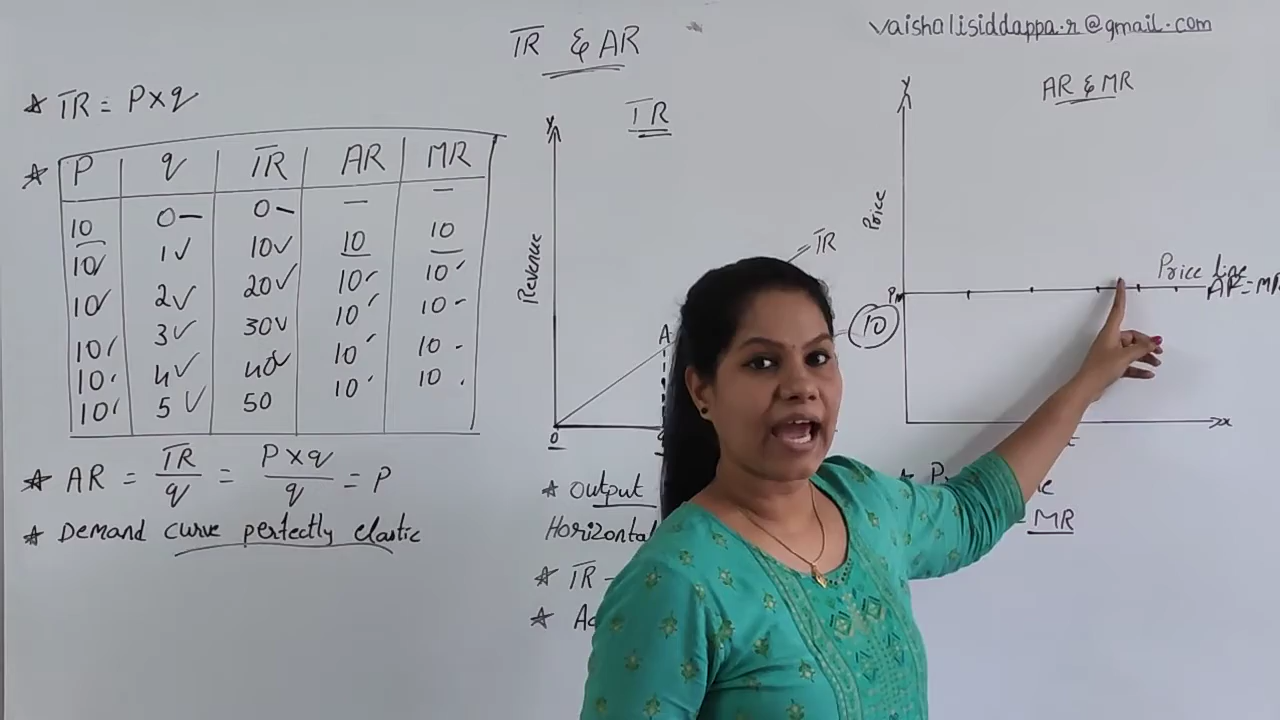 vaishalisiddappa.r@gmail.com
TR & AR
★ TR = P×q
★ P q TR AR MR
10 0- 0- - -
10✓ 1✓ 10✓ 10 10
10✓ 2✓ 20✓ 10✓ 10✓
10✓ 3✓ 30✓ 10✓ 10-
10. 4✓ 40✓ 10✓ 10-
10✓ 5✓ 50 10✓ 10.
★ AR = TR/q = P×q/q = P
★ Demand curve perfectly elastic
TR
Y
Revenue
TR
A
0
★ Output
Horizontal
★ TR -
★
AR & MR
Y
Price
Price line
P
AR = MR
10
x
★
MR